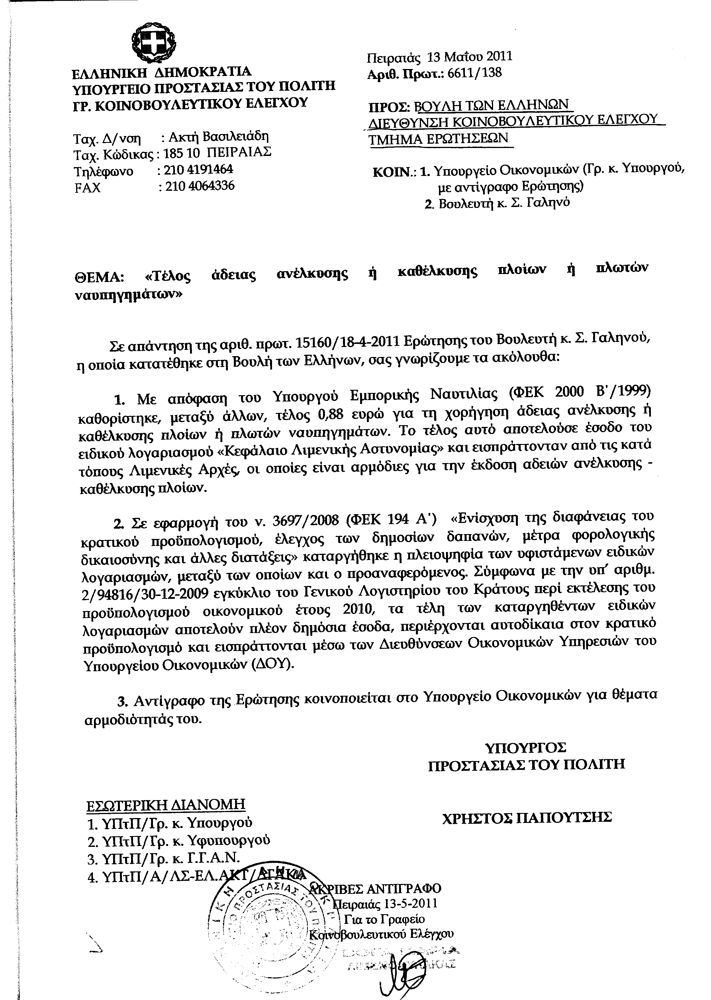 ΕΛΛΗΝΙΚΗ ΔΗΜΟΚΡΑΤΙΑ
ΥΠΟΥΡΓΕΙΟ ΠΡΟΣΤΑΣΙΑΣ ΤΟΥ ΠΟΛΙΤΗ
ΓΡ. ΚΟΙΝΟΒΟΥΛΕΥΤΙΚΟΥ ΕΛΕΓΧΟΥ
Ταχ. Δ/νση : Ακτή Βασιλειάδη
Ταχ. Κώδικας : 185 10 ΠΕΙΡΑΙΑΣ
Τηλέφωνο : 210 4191464
FAX : 210 4064336
Πειραιάς 13 Μαΐου 2011
Αριθ. Πρωτ.: 6611/138
ΠΡΟΣ: ΒΟΥΛΗ ΤΩΝ ΕΛΛΗΝΩΝ
ΔΙΕΥΘΥΝΣΗ ΚΟΙΝΟΒΟΥΛΕΥΤΙΚΟΥ ΕΛΕΓΧΟΥ
ΤΜΗΜΑ ΕΡΩΤΗΣΕΩΝ
ΚΟΙΝ.: 1. Υπουργείο Οικονομικών (Γρ. κ. Υπουργού,
με αντίγραφο Ερώτησης)
2. Βουλευτή κ. Σ. Γαληνό
ΘΕΜΑ: «Τέλος άδειας ανέλκυσης ή καθέλκυσης πλοίων ή πλωτών
ναυπηγημάτων»
Σε απάντηση της αριθ. πρωτ. 15160/18-4-2011 Ερώτησης του Βουλευτή κ. Σ. Γαληνού,
η οποία κατατέθηκε στη Βουλή των Ελλήνων, σας γνωρίζουμε τα ακόλουθα:
1. Με απόφαση του Υπουργού Εμπορικής Ναυτιλίας (ΦΕΚ 2000 Β'/1999)
καθορίστηκε, μεταξύ άλλων, τέλος 0,88 ευρώ για τη χορήγηση άδειας ανέλκυσης ή
καθέλκυσης πλοίων ή πλωτών ναυπηγημάτων. Το τέλος αυτό αποτελούσε έσοδο του
ειδικού λογαριασμού «Κεφάλαιο Λιμενικής Αστυνομίας» και εισπράττονταν από τις κατά
τόπους Λιμενικές Αρχές, οι οποίες είναι αρμόδιες για την έκδοση αδειών ανέλκυσης -
καθέλκυσης πλοίων.
2. Σε εφαρμογή του ν. 3697/2008 (ΦΕΚ 194 Α') «Ενίσχυση της διαφάνειας του
κρατικού προϋπολογισμού, έλεγχος των δημοσίων δαπανών, μέτρα φορολογικής
δικαιοσύνης και άλλες διατάξεις» καταργήθηκε η πλειοψηφία των υφιστάμενων ειδικών
λογαριασμών, μεταξύ των οποίων και ο προαναφερόμενος. Σύμφωνα με την υπ' αριθμ.
2/94816/30-12-2009 εγκύκλιο του Γενικού Λογιστηρίου του Κράτους περί εκτέλεσης του
προϋπολογισμού οικονομικού έτους 2010, τα τέλη των καταργηθέντων ειδικών
λογαριασμών αποτελούν πλέον δημόσια έσοδα, περιέρχονται αυτοδίκαια στον κρατικό
προϋπολογισμό και εισπράττονται μέσω των Διευθύνσεων Οικονομικών Υπηρεσιών του
Υπουργείου Οικονομικών (ΔΟΥ).
3. Αντίγραφο της Ερώτησης κοινοποιείται στο Υπουργείο Οικονομικών για θέματα
αρμοδιότητάς του.
ΥΠΟΥΡΓΟΣ
ΠΡΟΣΤΑΣΙΑΣ ΤΟΥ ΠΟΛΙΤΗ
ΧΡΗΣΤΟΣ ΠΑΠΟΥΤΣΗΣ
ΕΣΩΤΕΡΙΚΗ ΔΙΑΝΟΜΗ
1. ΥΠτΠ/Γρ. κ. Υπουργού
2. ΥΠτΠ/Γρ. κ. Υφυπουργού
3. ΥΠτΠ/Γρ. κ. Γ.Γ.Α.Ν.
4. ΥΠτΠ/Α/ΛΣ-ΕΛ.ΑΚΤ/
ΑΚΡΙΒΕΣ ΑΝΤΙΓΡΑΦΟ
Πειραιάς 13-5-2011
Για το Γραφείο
Κοινοβουλευτικού Ελέγχου
ΠΡΟΣΤΑΣΙΑΣ ΤΟΥ